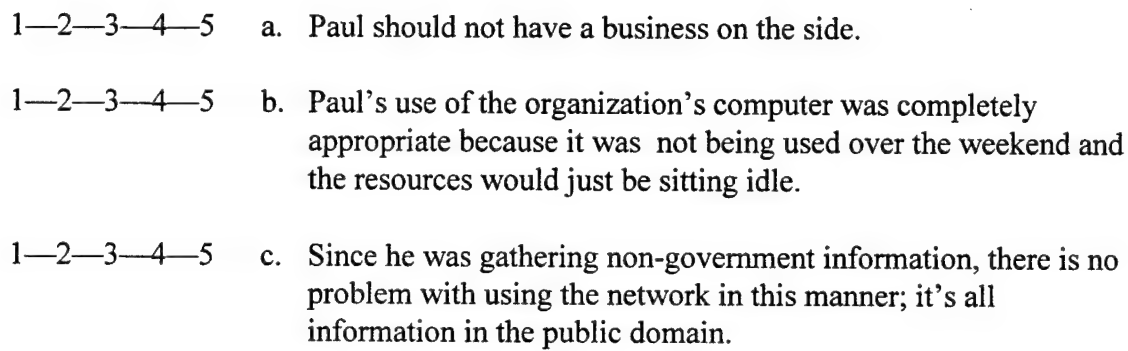 1—2—3—4—5 a. Paul should not have a business on the side.
1—2—3—4—5 b. Paul's use of the organization's computer was completely
appropriate because it was not being used over the weekend and
the resources would just be sitting idle.
1—2—3—4—5 c. Since he was gathering non-government information, there is no
problem with using the network in this manner; it's all
information in the public domain.